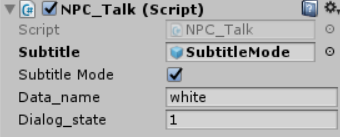 NPC_Talk (Script)
Script NPC_Talk
Subtitle SubtitleMode
Subtitle Mode
Data_name white
Dialog_state 1